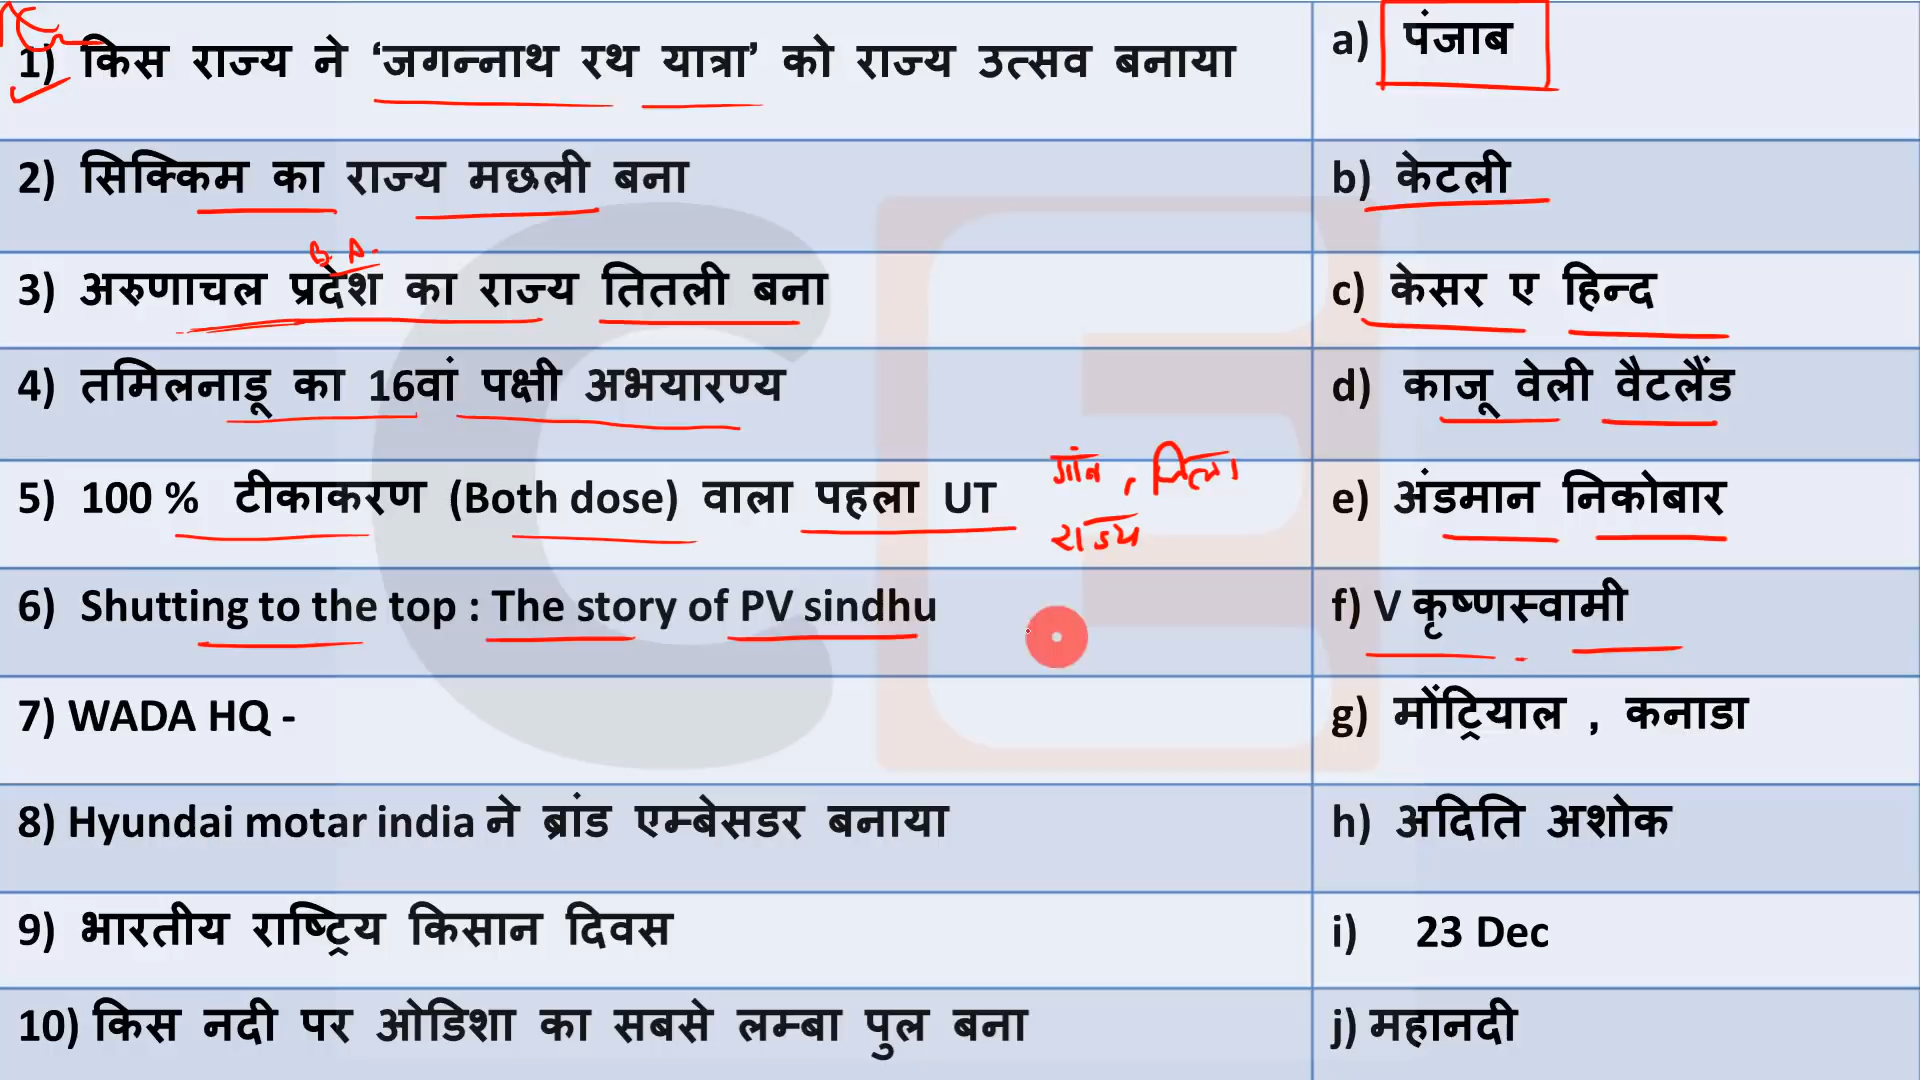 1) किस राज्य ने ‘जगन्नाथ रथ यात्रा’ को राज्य उत्सव बनाया
a) पंजाब
2) सिक्किम का राज्य मछली बना
b) केटली
3) अरुणाचल प्रदेश का राज्य तितली बना
c) केसर ए हिन्द
4) तमिलनाडू का 16वां पक्षी अभयारण्य
d) काजू वेली वैटलैंड
5) 100 % टीकाकरण (Both dose) वाला पहला UT
e) अंडमान निकोबार
6) Shutting to the top : The story of PV sindhu
f) V कृष्णस्वामी
7) WADA HQ -
g) मोंट्रियाल , कनाडा
8) Hyundai motar india ने ब्रांड एम्बेसडर बनाया
h) अदिति अशोक
9) भारतीय राष्ट्रिय किसान दिवस
i) 23 Dec
10) किस नदी पर ओडिशा का सबसे लम्बा पुल बना
j) महानदी